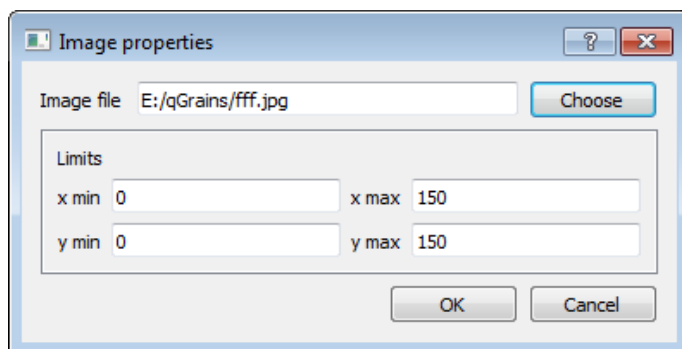 Image properties
Image file E:/qGrains/fff.jpg Choose
Limits
x min 0 x max 150
y min 0 y max 150
OK Cancel